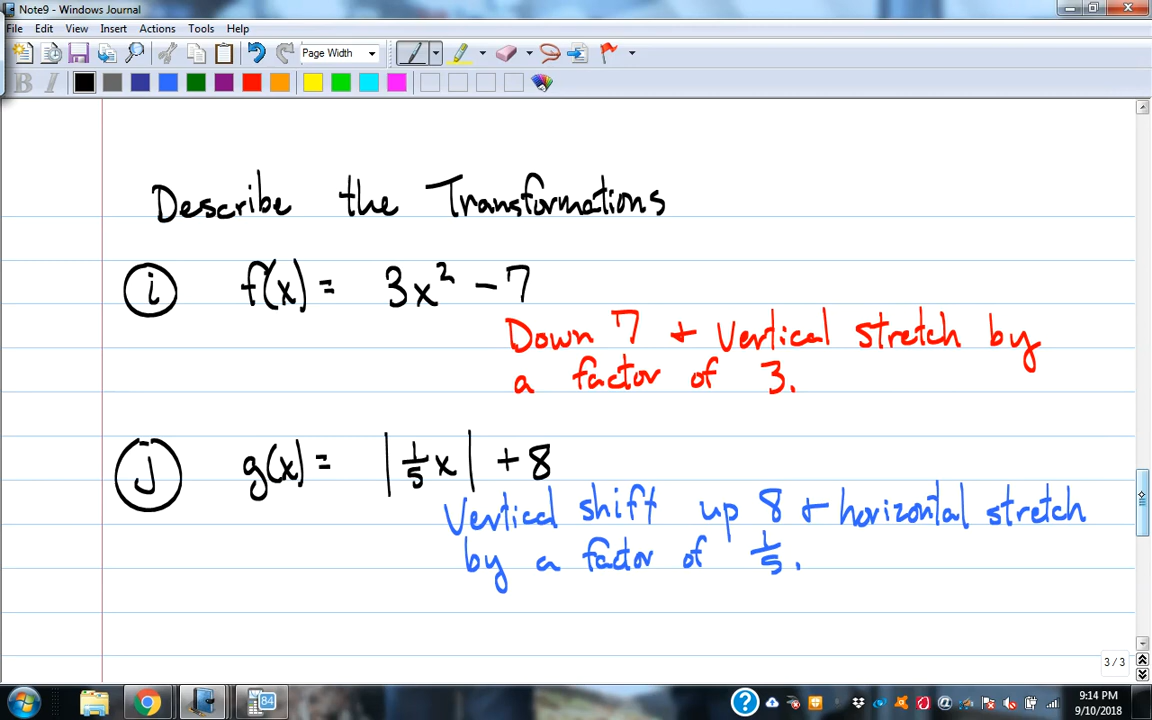 Note9 - Windows Journal
File Edit View Insert Actions Tools Help
Page Width
B I
Describe the Transformations
i f(x) = 3x² - 7
Down 7 + Vertical stretch by
a factor of 3.
j g(x) = |1/5 x| + 8
Vertical shift up 8 + horizontal stretch
by a factor of 1/5.
3 / 3
84
9:14 PM
9/10/2018